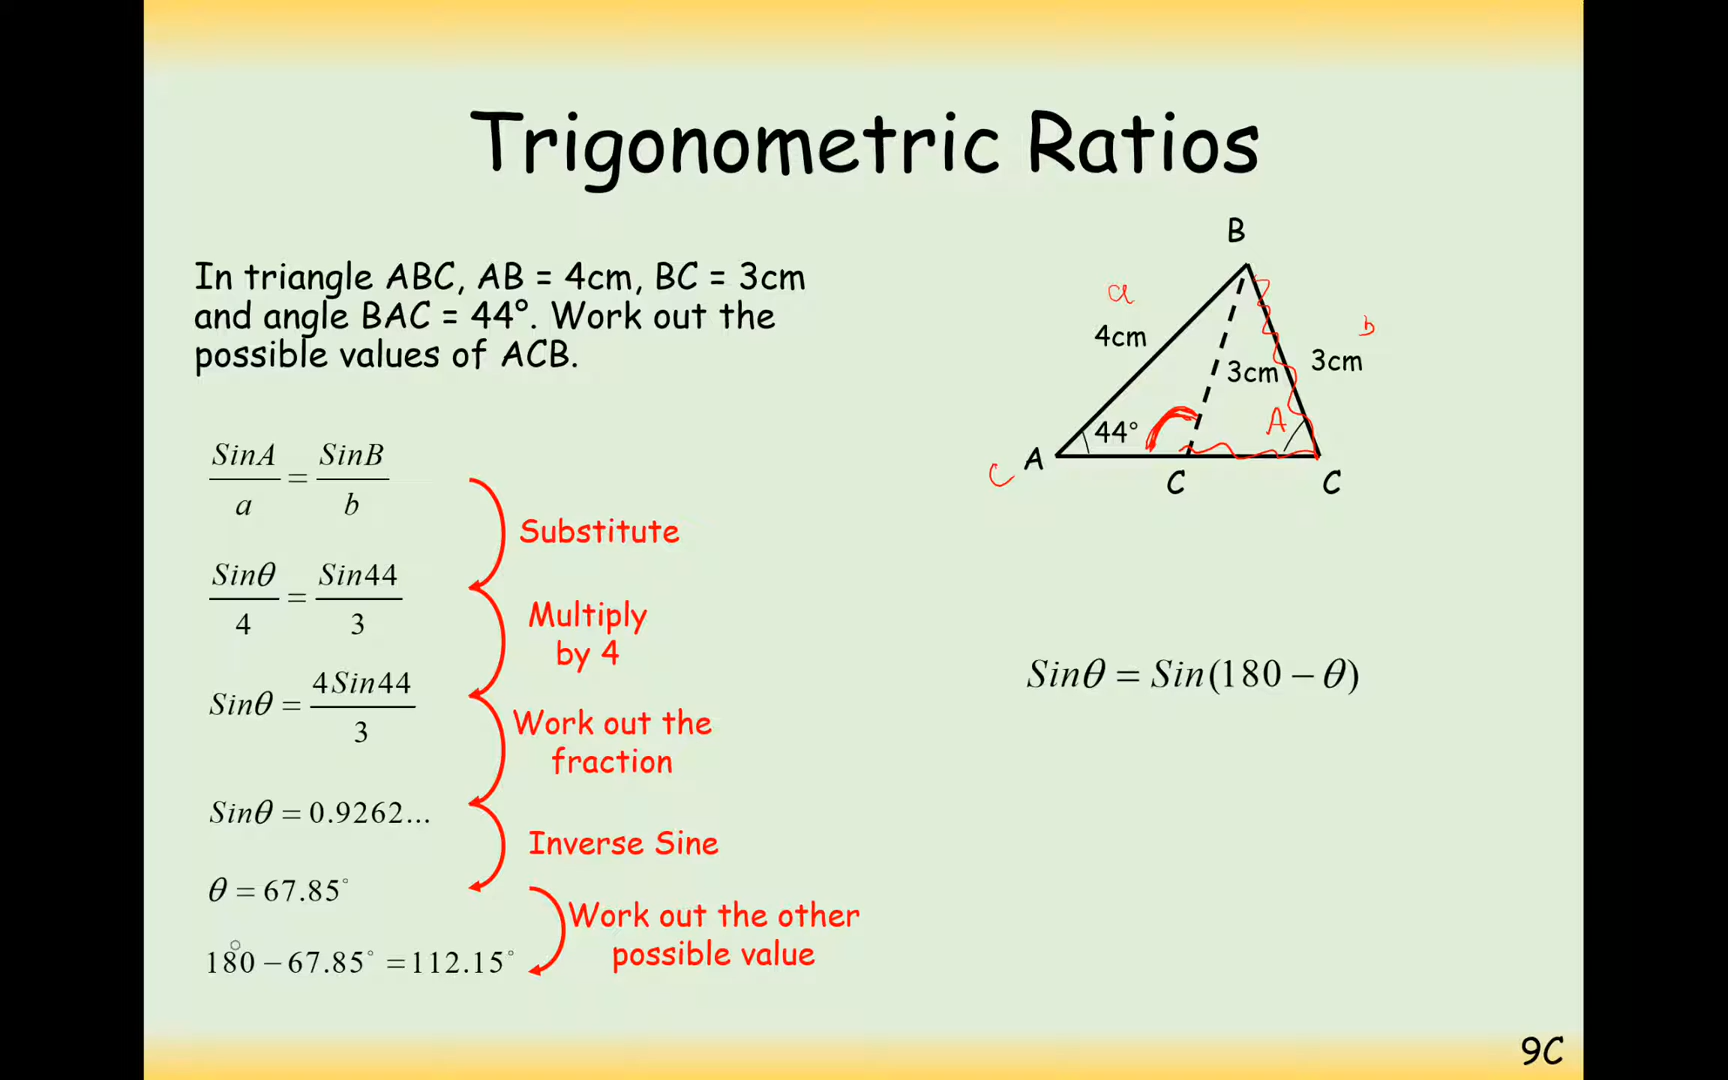 Trigonometric Ratios
In triangle ABC, AB = 4cm, BC = 3cm
and angle BAC = 44°. Work out the
possible values of ACB.
SinA/a = SinB/b
Substitute
Sinθ/4 = Sin44/3
Multiply
by 4
Sinθ = 4Sin44/3
Work out the
fraction
Sinθ = 0.9262...
Inverse Sine
θ = 67.85°
Work out the other
possible value
180° − 67.85° = 112.15°
B
a
4cm
b
3cm
3cm
A
44°
A
C
C
C
Sinθ = Sin(180 − θ)
9C